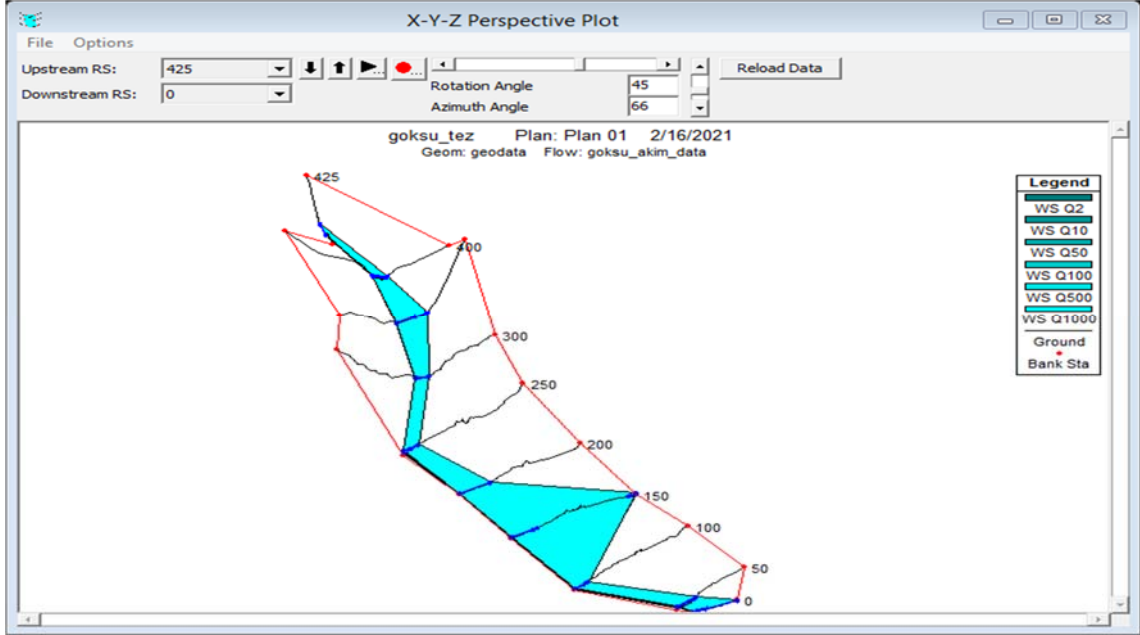 X-Y-Z Perspective Plot
File Options
Upstream RS: 425
Downstream RS: 0
Rotation Angle 45
Azimuth Angle 66
Reload Data
goksu_tez Plan: Plan 01 2/16/2021
Geom: geodata Flow: goksu_akim_data
425
400
300
250
200
150
100
50
0
Legend
WS Q2
WS Q10
WS Q50
WS Q100
WS Q500
WS Q1000
Ground
Bank Sta